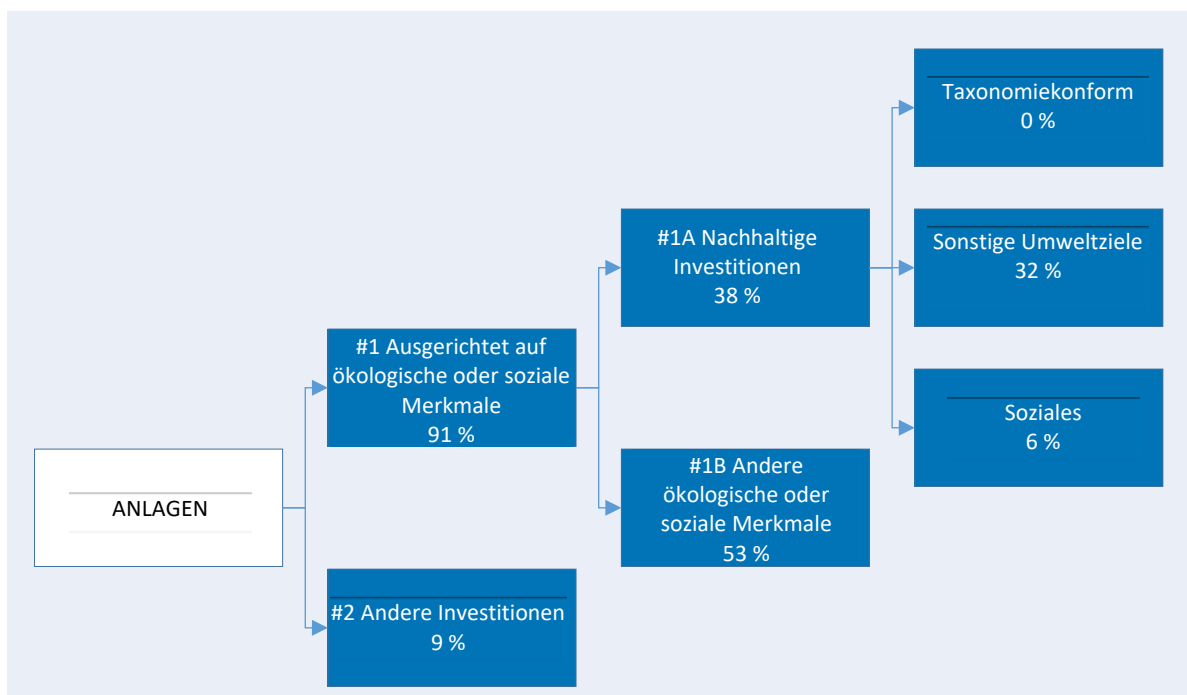 Taxonomiekonform
0 %
#1A Nachhaltige
Investitionen
38 %
Sonstige Umweltziele
32 %
#1 Ausgerichtet auf
ökologische oder soziale
Merkmale
91 %
Soziales
6 %
ANLAGEN
#1B Andere
ökologische oder
soziale Merkmale
53 %
#2 Andere Investitionen
9 %